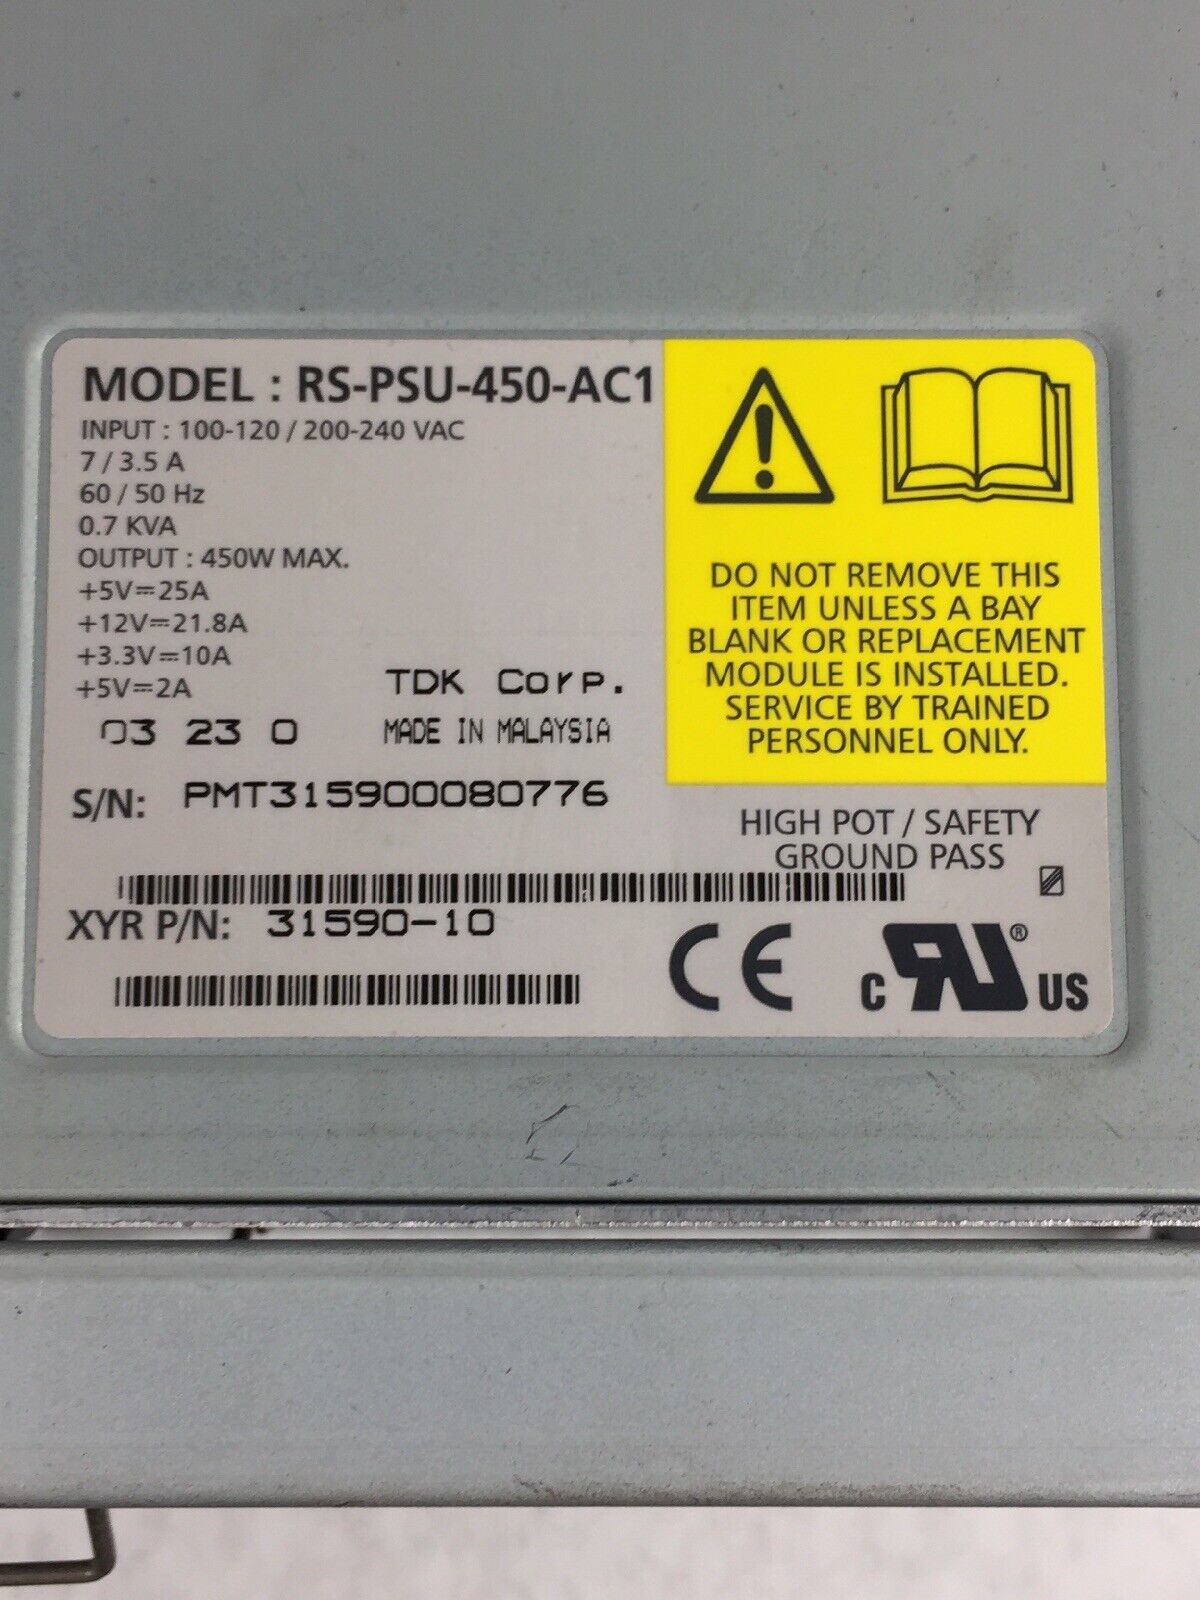 MODEL : RS-PSU-450-AC1
INPUT : 100-120 / 200-240 VAC
7 / 3.5 A
60 / 50 Hz
0.7 KVA
OUTPUT : 450W MAX.
+5V⎓25A
+12V⎓21.8A
+3.3V⎓10A
+5V⎓2A
TDK Corp.
03 23 0
MADE IN MALAYSIA
S/N: PMT315900080776
XYR P/N: 31590-10
DO NOT REMOVE THIS
ITEM UNLESS A BAY
BLANK OR REPLACEMENT
MODULE IS INSTALLED.
SERVICE BY TRAINED
PERSONNEL ONLY.
HIGH POT / SAFETY
GROUND PASS
CE
c RU ® US